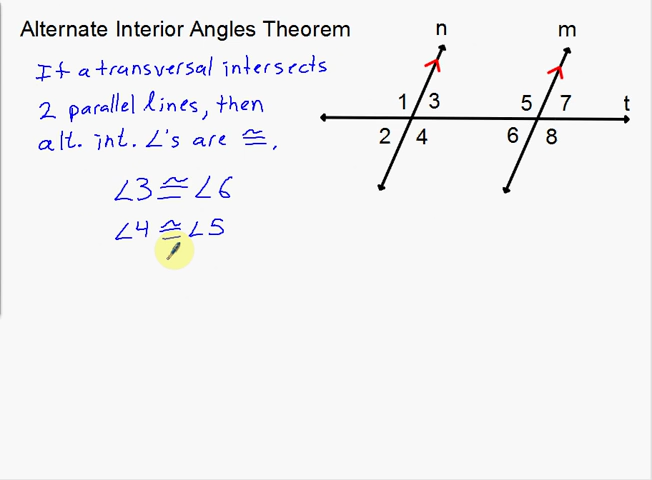 Alternate Interior Angles Theorem
If a transversal intersects
2 parallel lines, then
alt. int. ∠'s are ≅.
∠3 ≅ ∠6
∠4 ≅ ∠5
n m
1 3 5 7 t
2 4 6 8